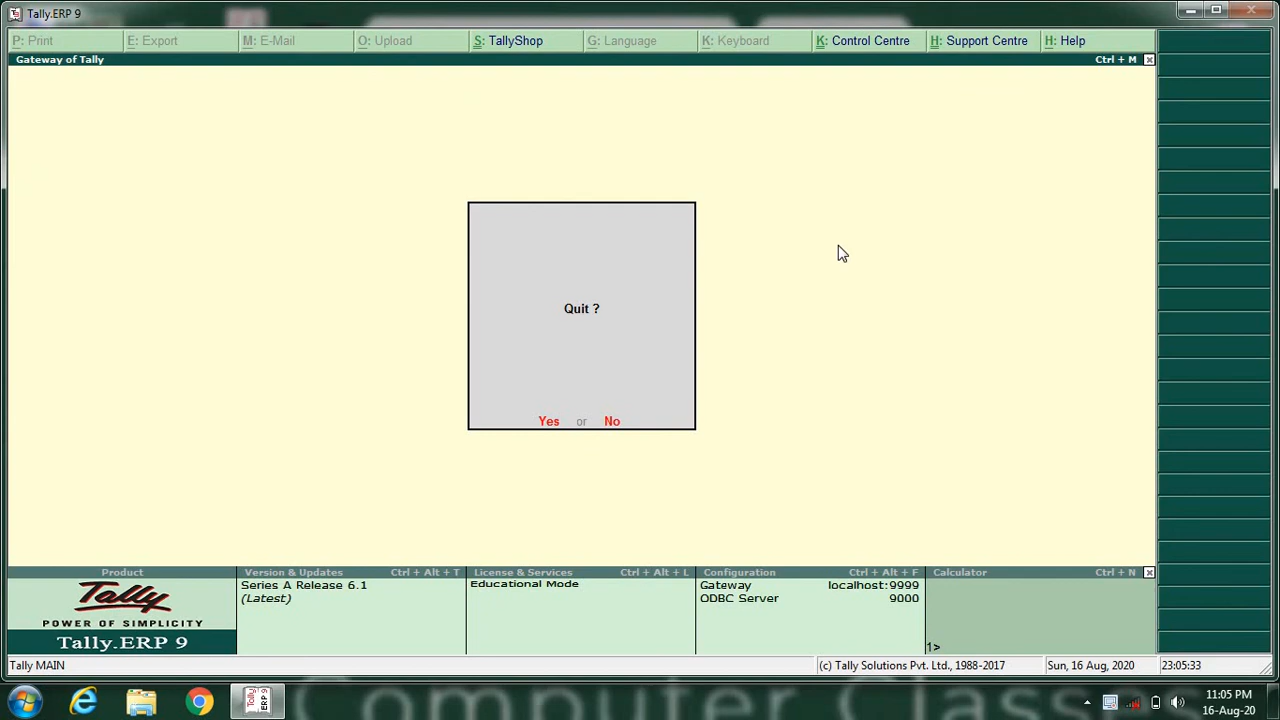 Tally.ERP 9
P: Print E: Export M: E-Mail O: Upload S: TallyShop G: Language K: Keyboard K: Control Centre H: Support Centre H: Help
Gateway of Tally Ctrl + M
Quit ?
Yes or No
Product Version & Updates Ctrl + Alt + T License & Services Ctrl + Alt + L Configuration Ctrl + Alt + F Calculator Ctrl + N
Tally
POWER OF SIMPLICITY
Tally.ERP 9
Series A Release 6.1
(Latest)
Educational Mode
Gateway localhost:9999
ODBC Server 9000
1>
Tally MAIN (c) Tally Solutions Pvt. Ltd., 1988-2017 Sun, 16 Aug, 2020 23:05:33
Tally ERP 9
11:05 PM
16-Aug-20